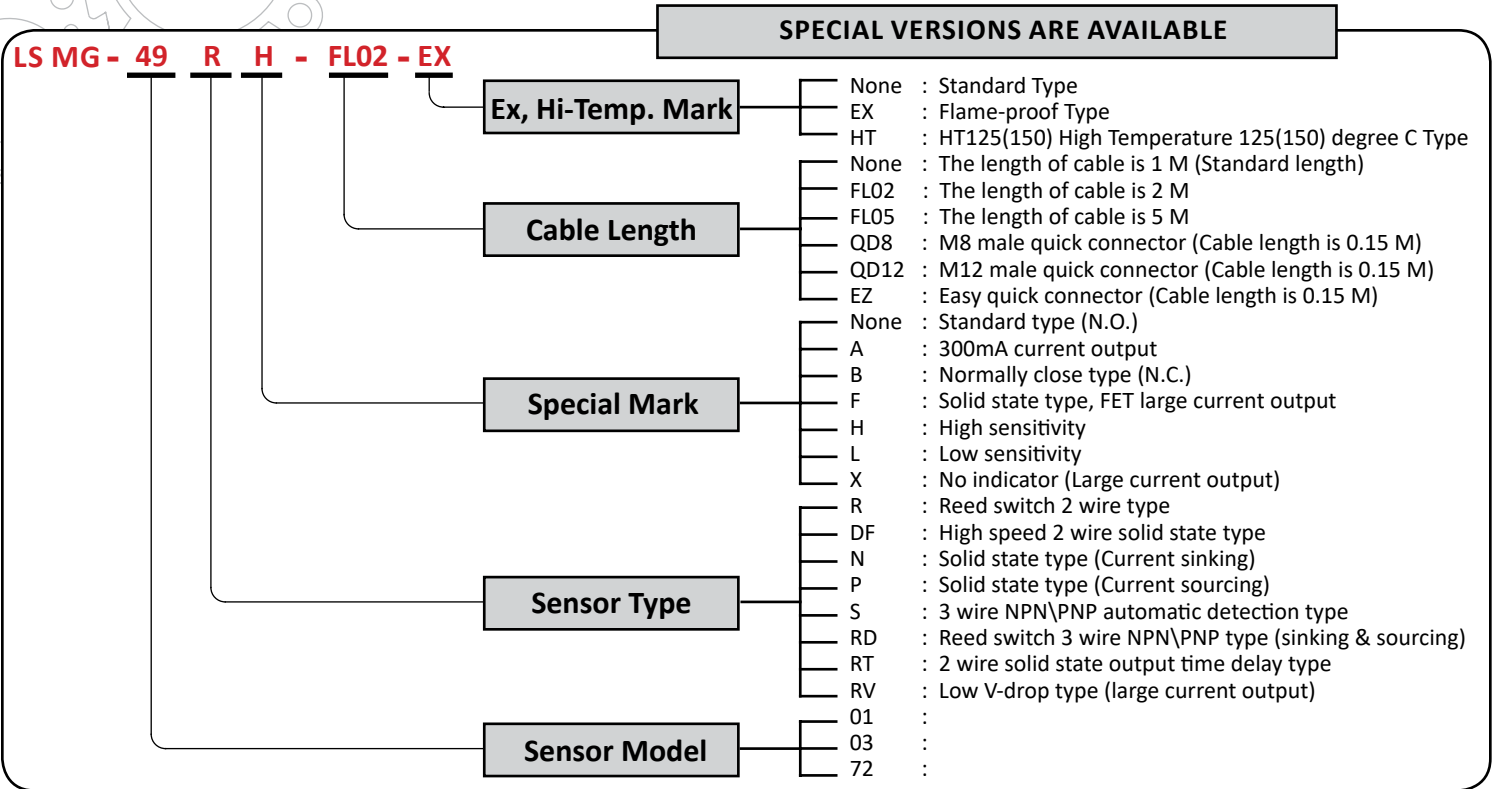 SPECIAL VERSIONS ARE AVAILABLE
LS MG - 49 R H - FL02 - EX
Ex, Hi-Temp. Mark
None : Standard Type
EX : Flame-proof Type
HT : HT125(150) High Temperature 125(150) degree C Type
Cable Length
None : The length of cable is 1 M (Standard length)
FL02 : The length of cable is 2 M
FL05 : The length of cable is 5 M
QD8 : M8 male quick connector (Cable length is 0.15 M)
QD12 : M12 male quick connector (Cable length is 0.15 M)
EZ : Easy quick connector (Cable length is 0.15 M)
Special Mark
None : Standard type (N.O.)
A : 300mA current output
B : Normally close type (N.C.)
F : Solid state type, FET large current output
H : High sensitivity
L : Low sensitivity
X : No indicator (Large current output)
Sensor Type
R : Reed switch 2 wire type
DF : High speed 2 wire solid state type
N : Solid state type (Current sinking)
P : Solid state type (Current sourcing)
S : 3 wire NPN\PNP automatic detection type
RD : Reed switch 3 wire NPN\PNP type (sinking & sourcing)
RT : 2 wire solid state output time delay type
RV : Low V-drop type (large current output)
Sensor Model
01 :
03 :
72 :